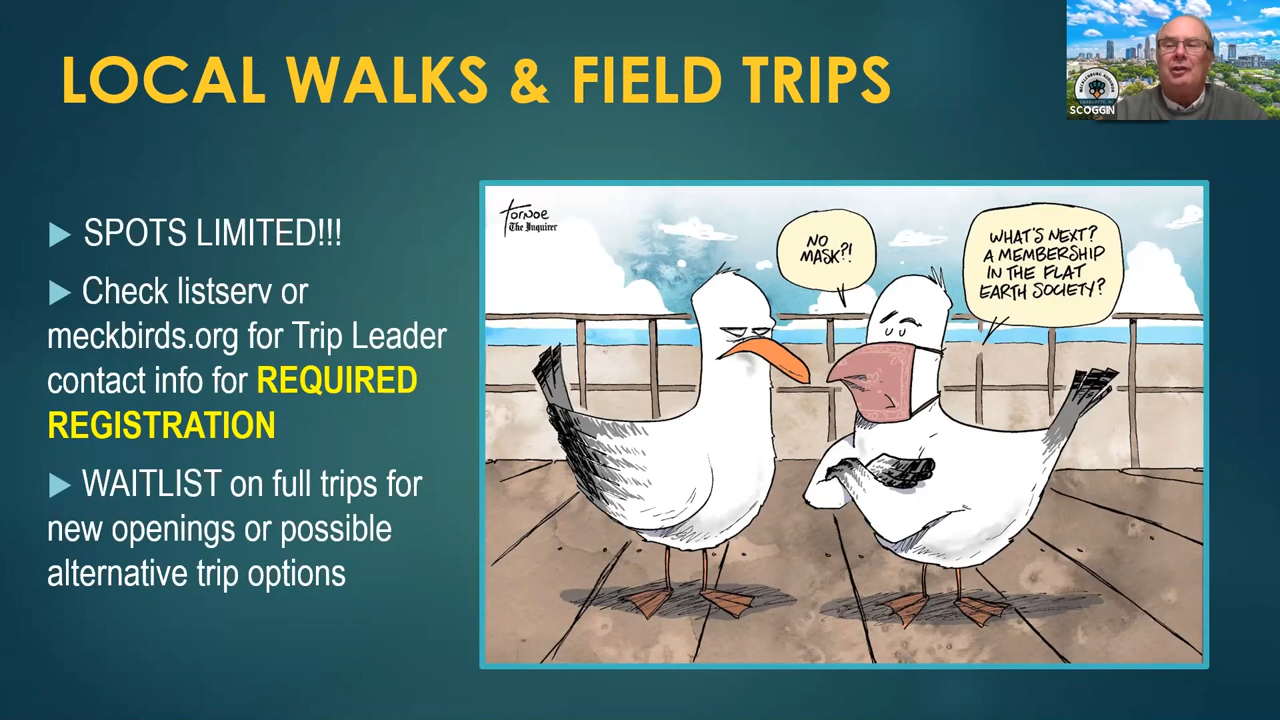 LOCAL WALKS & FIELD TRIPS
SCOGGIN
SPOTS LIMITED!!!
Check listserv or
meckbirds.org for Trip Leader
contact info for REQUIRED
REGISTRATION
WAITLIST on full trips for
new openings or possible
alternative trip options
Tornoe
The Inquirer
NO
MASK?!
WHAT'S NEXT?
A MEMBERSHIP
IN THE FLAT
EARTH SOCIETY?